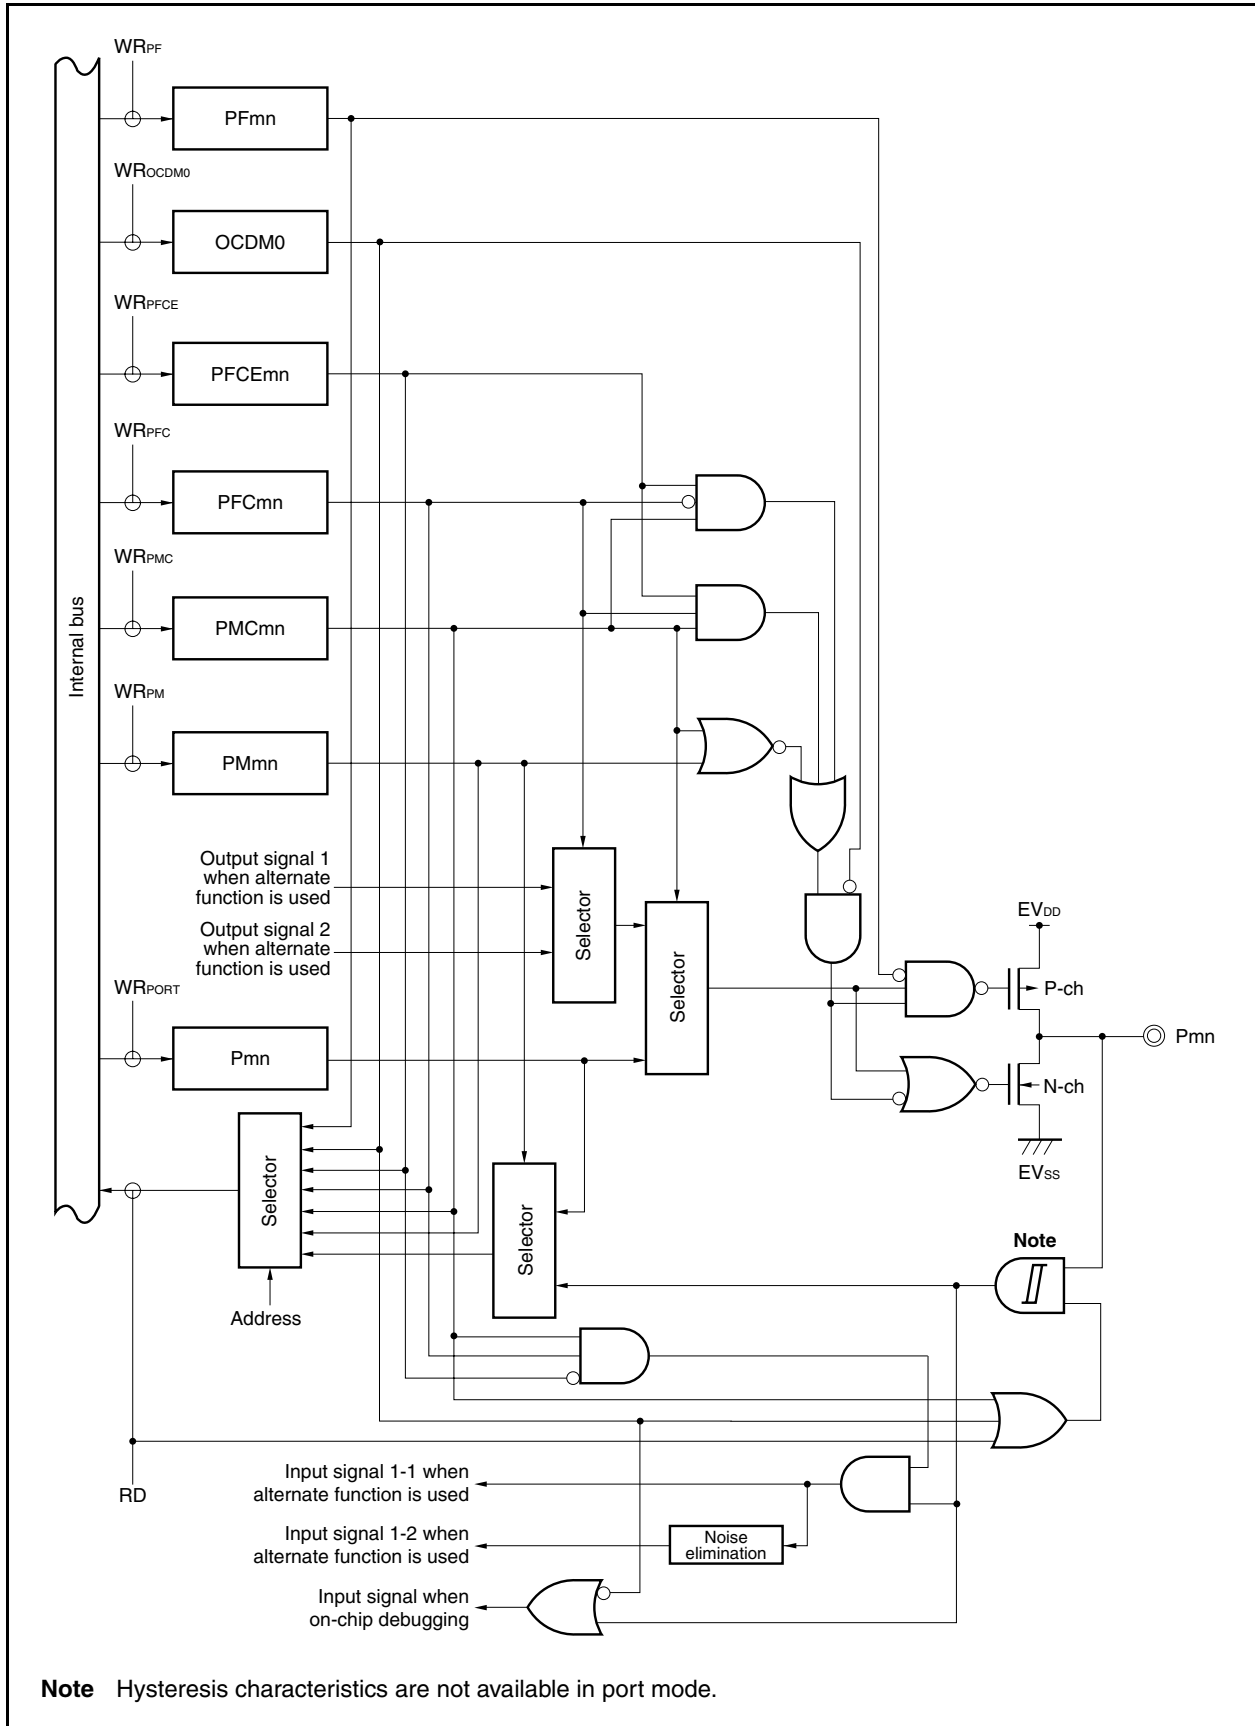 WRPF
PFmn
WROCDM0
OCDM0
WRPFCE
PFCEmn
WRPFC
PFCmn
WRPMC
PMCmn
Internal bus
WRPM
PMmn
Output signal 1
when alternate
function is used
Output signal 2
when alternate
function is used
Selector
Selector
EVDD
P-ch
WRPORT
Pmn
Pmn
N-ch
EVSS
Selector
Selector
Note
Address
RD
Input signal 1-1 when
alternate function is used
Input signal 1-2 when
alternate function is used
Noise
elimination
Input signal when
on-chip debugging
Note Hysteresis characteristics are not available in port mode.